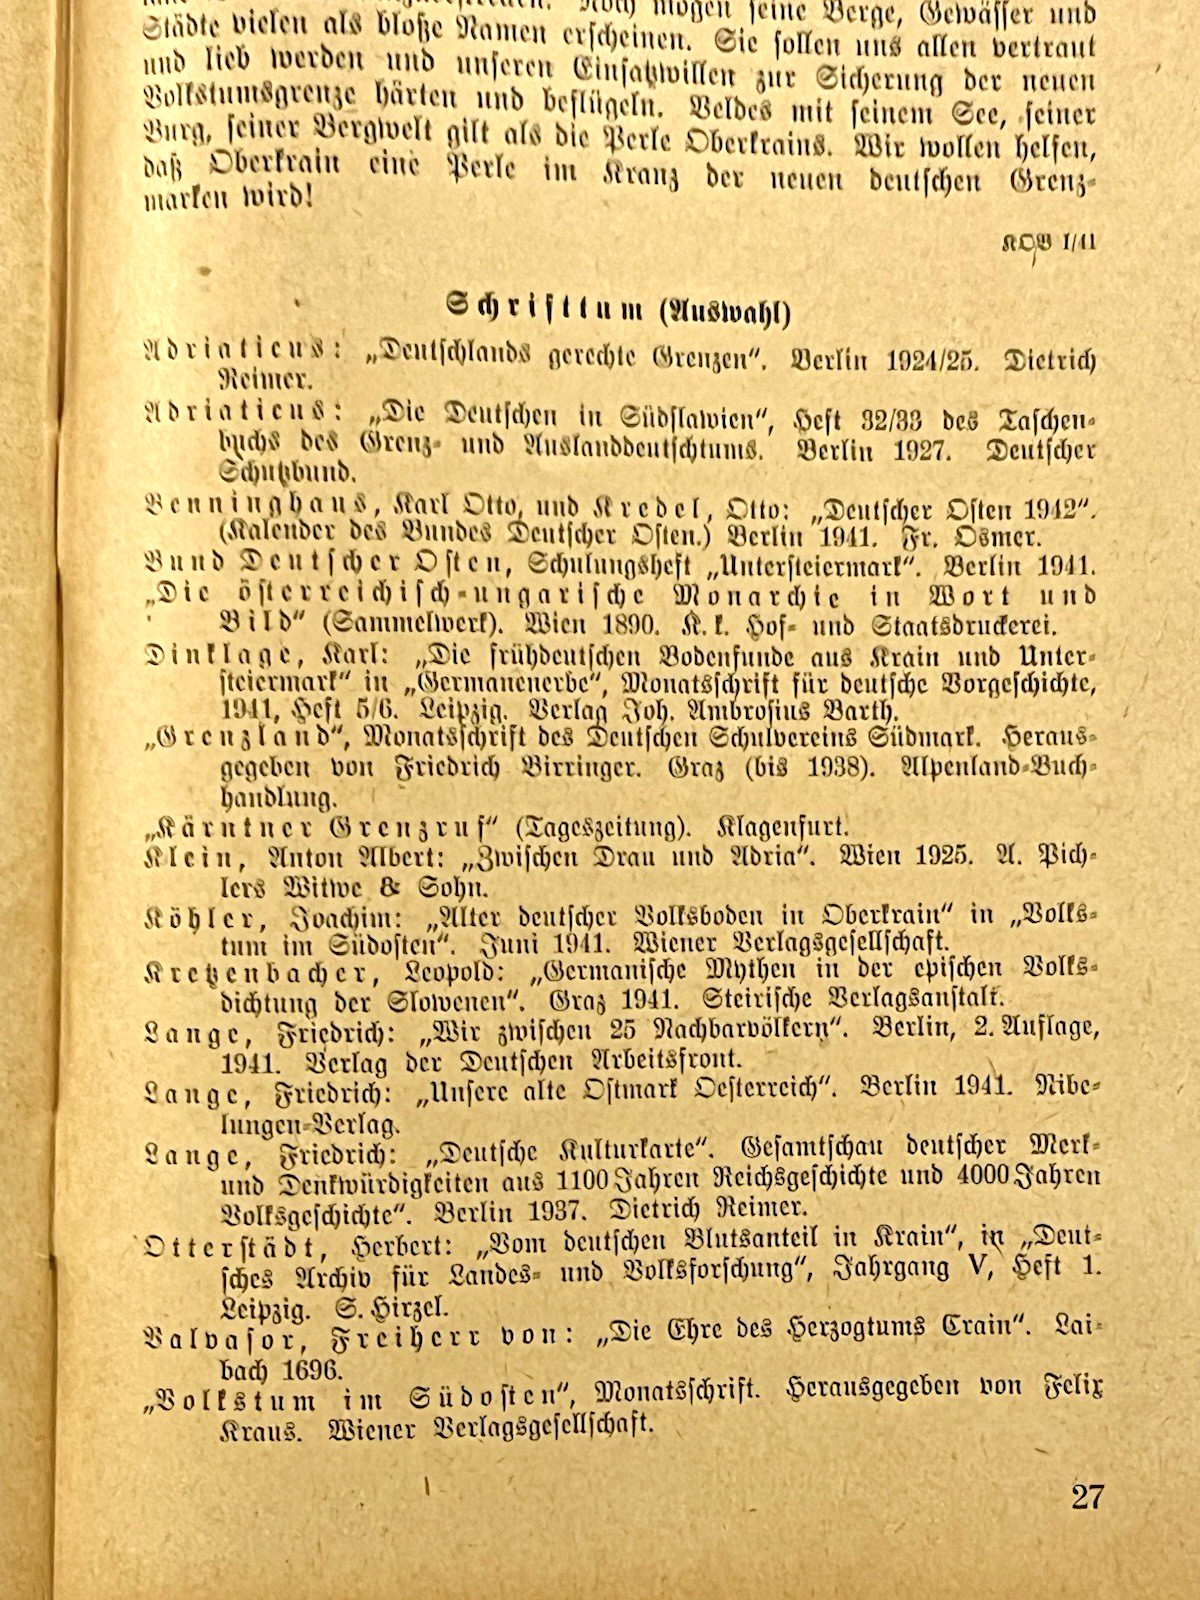 Noch mögen seine Berge, Gewässer und
Städte vielen als bloße Namen erscheinen. Sie sollen uns allen vertraut
und lieb werden und unseren Einsatzwillen zur Sicherung der neuen
Volkstumsgrenze härten und beflügeln. Veldes mit seinem See, seiner
Burg, seiner Bergwelt gilt als die Perle Oberkrains. Wir wollen helfen,
daß Oberkrain eine Perle im Kranz der neuen deutschen Grenz-
marken wird!
KOB I/41
Schrifttum (Auswahl)
Adriaticus: „Deutschlands gerechte Grenzen“. Berlin 1924/25. Dietrich
Reimer.
Adriaticus: „Die Deutschen in Südslawien“, Heft 32/33 des Taschen-
buchs des Grenz- und Auslanddeutschtums. Berlin 1927. Deutscher
Schutzbund.
Benninghaus, Karl Otto, und Kredel, Otto: „Deutscher Osten 1942“.
(Kalender des Bundes Deutscher Osten.) Berlin 1941. Fr. Osmer.
Bund Deutscher Osten, Schulungsheft „Untersteiermark“. Berlin 1941.
„Die österreichisch-ungarische Monarchie in Wort und
Bild“ (Sammelwerk). Wien 1890. K. k. Hof- und Staatsdruckerei.
Dinklage, Karl: „Die frühdeutschen Bodenfunde aus Krain und Unter-
steiermark“ in „Germanenerbe“, Monatsschrift für deutsche Vorgeschichte,
1941, Heft 5/6. Leipzig. Verlag Joh. Ambrosius Barth.
„Grenzland“, Monatsschrift des Deutschen Schulvereins Südmark. Heraus-
gegeben von Friedrich Birringer. Graz (bis 1938). Alpenland-Buch-
handlung.
„Kärntner Grenzruf“ (Tageszeitung). Klagenfurt.
Klein, Anton Albert: „Zwischen Drau und Adria“. Wien 1925. A. Pich-
lers Witwe & Sohn.
Köhler, Joachim: „Alter deutscher Volksboden in Oberkrain“ in „Volks-
tum im Südosten“. Juni 1941. Wiener Verlagsgesellschaft.
Kretzenbacher, Leopold: „Germanische Mythen in der epischen Volks-
dichtung der Slowenen“. Graz 1941. Steirische Verlagsanstalt.
Lange, Friedrich: „Wir zwischen 25 Nachbarvölkern“. Berlin, 2. Auflage,
1941. Verlag der Deutschen Arbeitsfront.
Lange, Friedrich: „Unsere alte Ostmark Oesterreich“. Berlin 1941. Nibe-
lungen-Verlag.
Lange, Friedrich: „Deutsche Kulturkarte“. Gesamtschau deutscher Merk-
und Denkwürdigkeiten aus 1100 Jahren Reichsgeschichte und 4000 Jahren
Volksgeschichte“. Berlin 1937. Dietrich Reimer.
Otterstädt, Herbert: „Vom deutschen Blutsanteil in Krain“, in „Deut-
sches Archiv für Landes- und Volksforschung“, Jahrgang V, Heft 1.
Leipzig. S. Hirzel.
Valvasor, Freiherr von: „Die Ehre des Herzogtums Crain“. Lai-
bach 1696.
„Volkstum im Südosten“, Monatsschrift. Herausgegeben von Felix
Kraus. Wiener Verlagsgesellschaft.
27